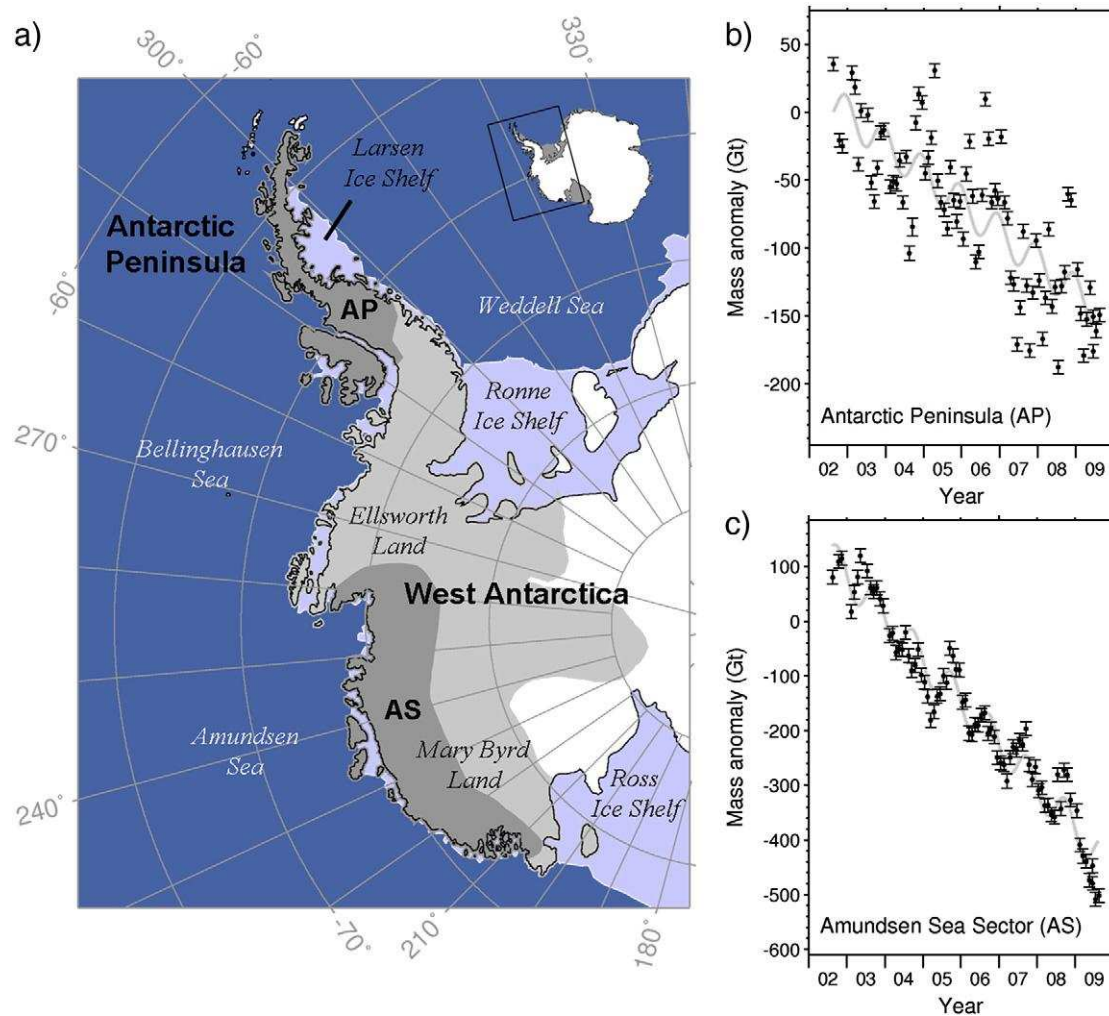 a)
300°
-60°
330°
Larsen
Ice Shelf
Antarctic
Peninsula
-60°
AP
Weddell Sea
Ronne
Ice Shelf
270°
Bellinghausen
Sea
Ellsworth
Land
West Antarctica
AS
Amundsen
Sea
Mary Byrd
Land
Ross
Ice Shelf
240°
-70°
210°
180°
b)
50
0
-50
-100
-150
-200
Mass anomaly (Gt)
Antarctic Peninsula (AP)
02 03 04 05 06 07 08 09
Year
c)
100
0
-100
-200
-300
-400
-500
-600
Mass anomaly (Gt)
Amundsen Sea Sector (AS)
02 03 04 05 06 07 08 09
Year